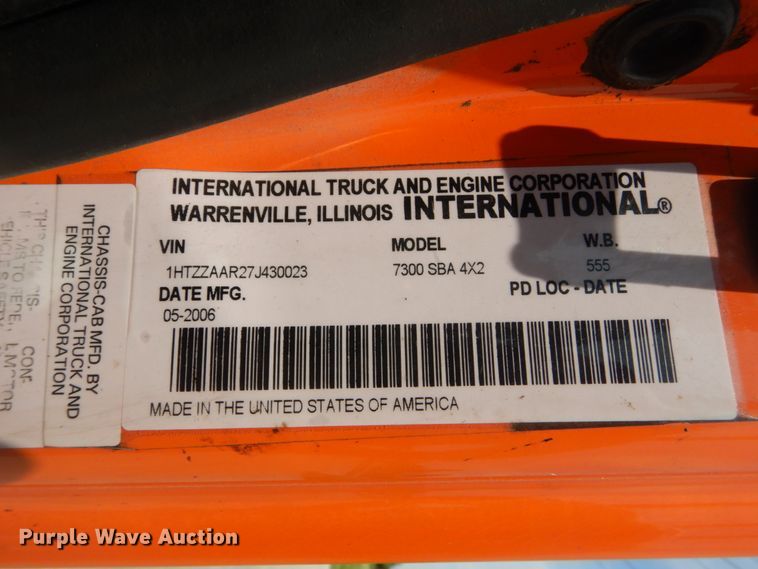 INTERNATIONAL TRUCK AND ENGINE CORPORATION
WARRENVILLE, ILLINOIS INTERNATIONAL®
VIN MODEL W.B.
1HTZZAAR27J430023 7300 SBA 4X2 555
DATE MFG. PD LOC - DATE
05-2006
MADE IN THE UNITED STATES OF AMERICA
CHASSIS-CAB MFD. BY
INTERNATIONAL TRUCK AND
ENGINE CORPORATION
CON-
Purple Wave Auction